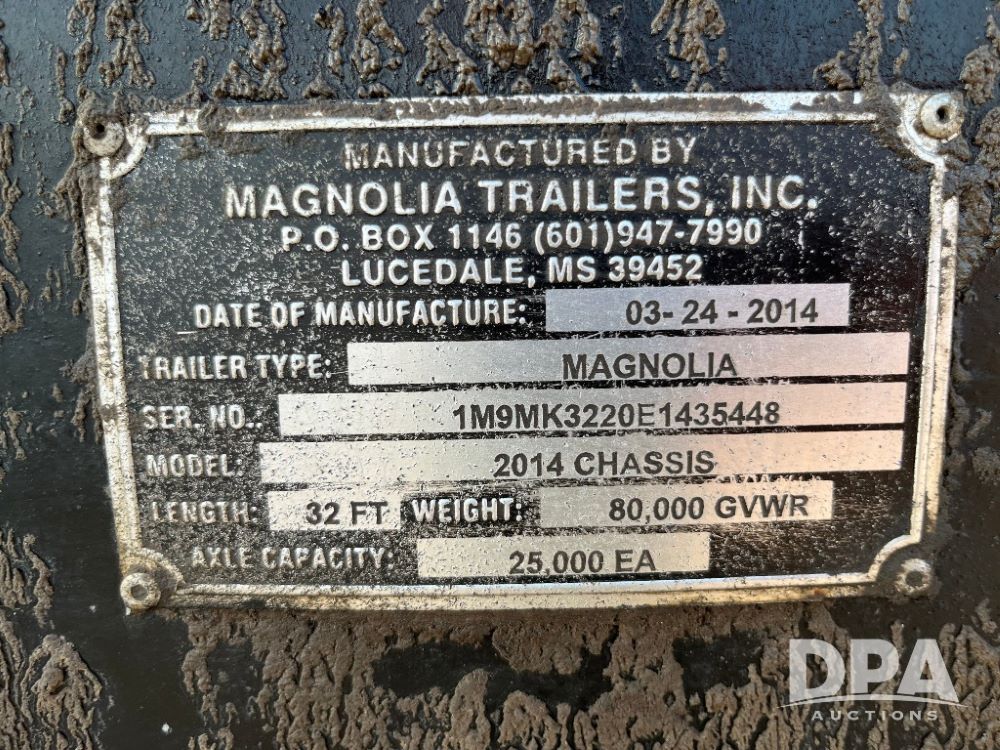 MANUFACTURED BY
MAGNOLIA TRAILERS, INC.
P.O. BOX 1146 (601)947-7990
LUCEDALE, MS 39452
DATE OF MANUFACTURE: 03- 24 - 2014
TRAILER TYPE: MAGNOLIA
SER. NO.: 1M9MK3220E1435448
MODEL: 2014 CHASSIS
LENGTH: 32 FT WEIGHT: 80,000 GVWR
AXLE CAPACITY: 25,000 EA
DPA
AUCTIONS